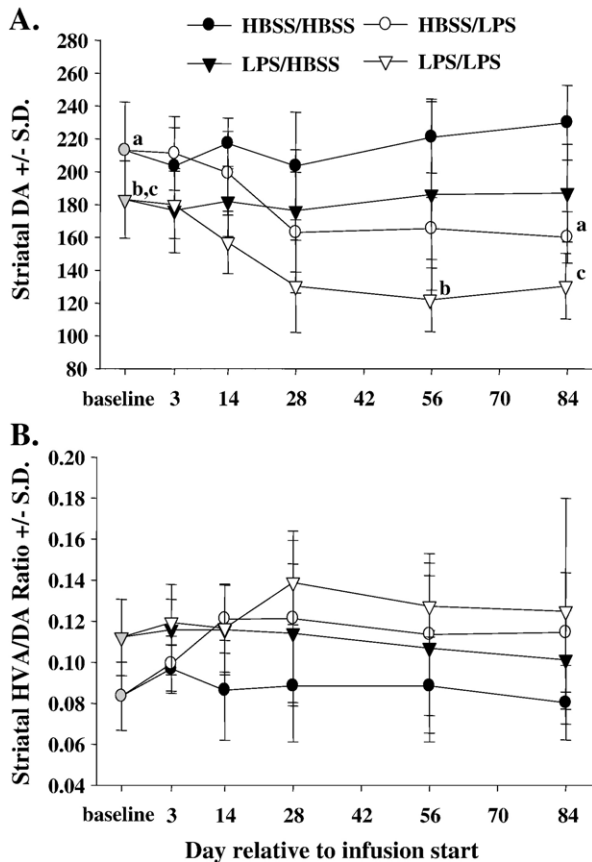 A.
HBSS/HBSS HBSS/LPS
LPS/HBSS LPS/LPS
Striatal DA +/- S.D.
280
260
240
220
200
180
160
140
120
100
80
a
b,c
a
b
c
baseline 3 14 28 42 56 70 84
B.
Striatal HVA/DA Ratio +/- S.D.
0.20
0.18
0.16
0.14
0.12
0.10
0.08
0.06
0.04
baseline 3 14 28 42 56 70 84
Day relative to infusion start